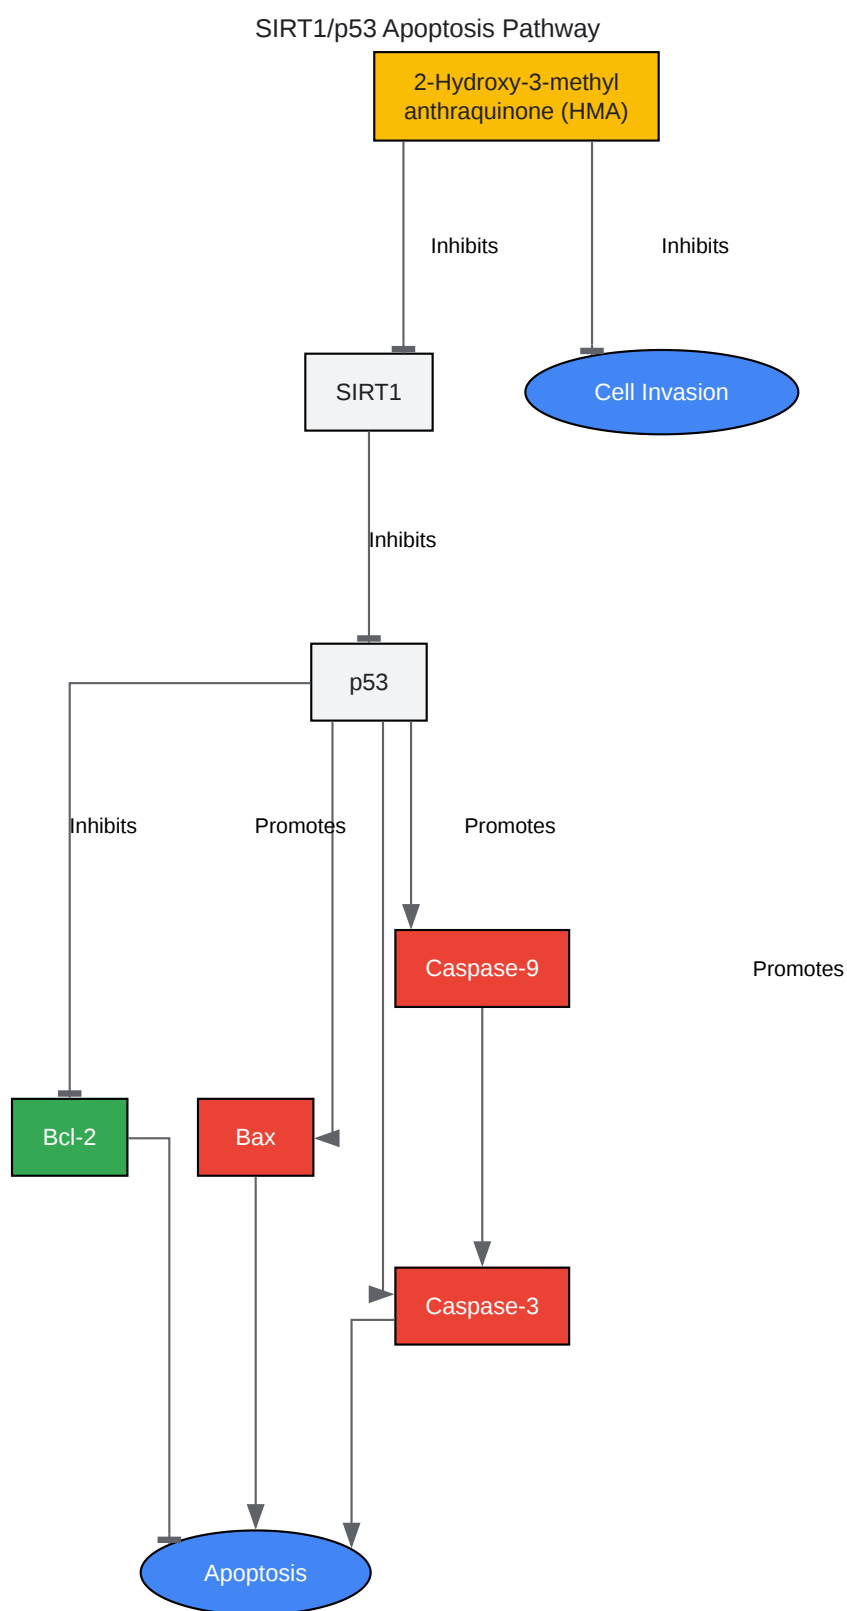 SIRT1/p53 Apoptosis Pathway
2-Hydroxy-3-methyl
anthraquinone (HMA)
Inhibits
Inhibits
SIRT1
Cell Invasion
Inhibits
p53
Inhibits
Promotes
Promotes
Caspase-9
Promotes
Bcl-2
Bax
Caspase-3
Apoptosis